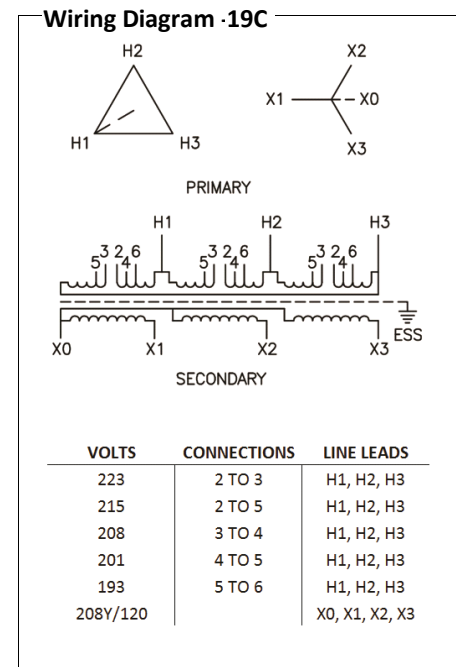 Wiring Diagram -19C
H2
X2
X1
X0
H1
H3
X3
PRIMARY
H1 H2 H3
5 3 2 4 6 5 3 2 4 6 5 3 2 4 6
ESS
X0 X1 X2 X3
SECONDARY
VOLTS CONNECTIONS LINE LEADS
223 2 TO 3 H1, H2, H3
215 2 TO 5 H1, H2, H3
208 3 TO 4 H1, H2, H3
201 4 TO 5 H1, H2, H3
193 5 TO 6 H1, H2, H3
208Y/120 X0, X1, X2, X3